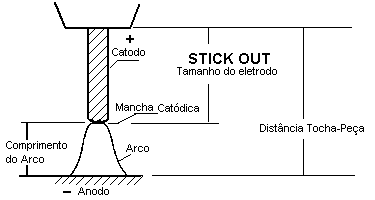 +
Catodo
STICK OUT
Tamanho do eletrodo
Mancha Catódica
Distância Tocha-Peça
Comprimento
do Arco
Arco
– Anodo